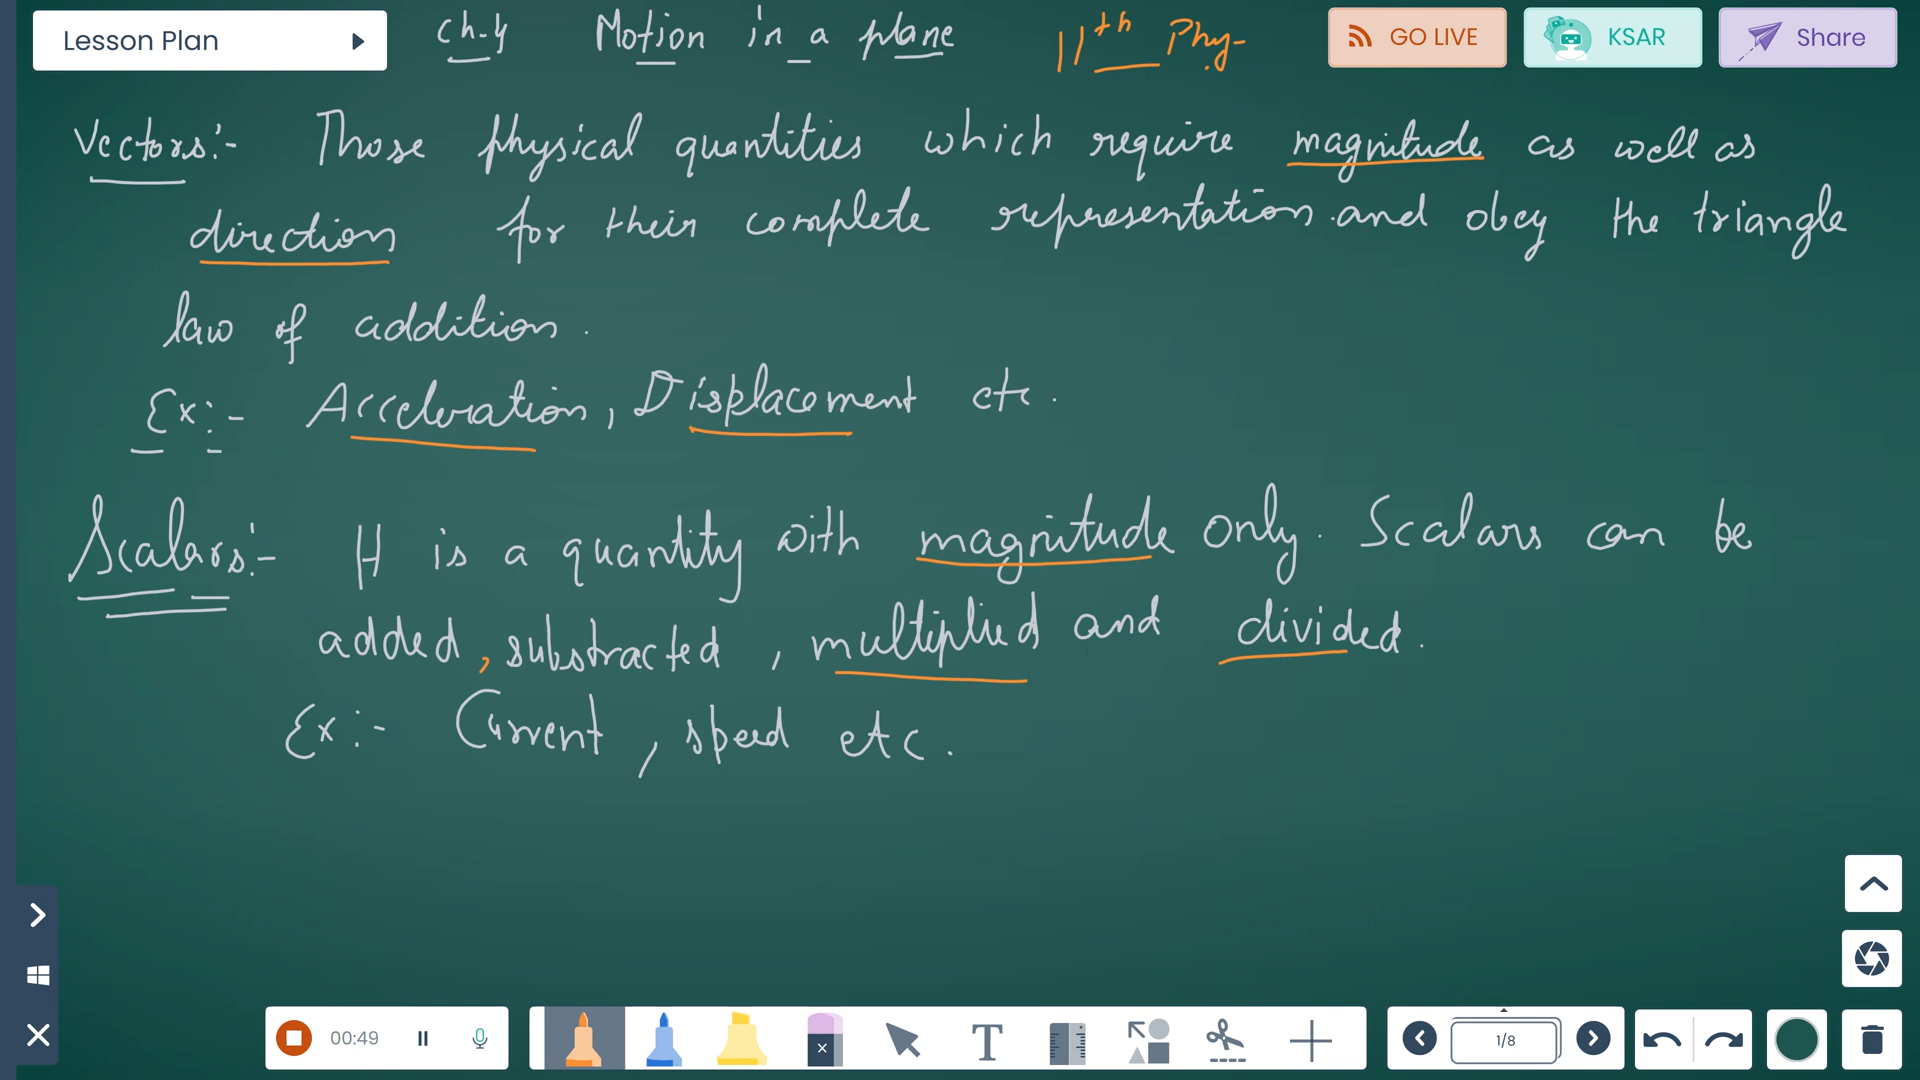 Lesson Plan
Ch-4 Motion in a plane 11th Phy-
GO LIVE
KSAR
Share
Vectors:- Those physical quantities which require magnitude as well as
direction for their complete representation. and obey the triangle
law of addition.
Ex:- Acceleration, Displacement etc.
Scalars:- It is a quantity with magnitude only. Scalars can be
added, substracted, multiplied and divided.
Ex:- Current, speed etc.
00:49
T
1/8